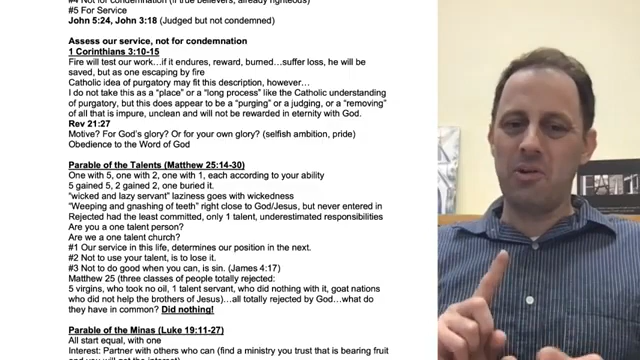 #4 Not for condemnation (if true believers, already righteous)
#5 For Service
John 5:24, John 3:18 (Judged but not condemned)
Assess our service, not for condemnation
1 Corinthians 3:10-15
Fire will test our work…if it endures, reward, burned…suffer loss, he will be
saved, but as one escaping by fire
Catholic idea of purgatory may fit this description, however…
I do not take this as a “place” or a “long process” like the Catholic understanding
of purgatory, but this does appear to be a “purging” or a judging, or a “removing”
of all that is impure, unclean and will not be rewarded in eternity with God.
Rev 21:27
Motive? For God’s glory? Or for your own glory? (selfish ambition, pride)
Obedience to the Word of God
Parable of the Talents (Matthew 25:14-30)
One with 5, one with 2, one with 1, each according to your ability
5 gained 5, 2 gained 2, one buried it.
“wicked and lazy servant” laziness goes with wickedness
“Weeping and gnashing of teeth” right close to God/Jesus, but never entered in
Rejected had the least committed, only 1 talent, underestimated responsibilities
Are you a one talent person?
Are we a one talent church?
#1 Our service in this life, determines our position in the next.
#2 Not to use your talent, is to lose it.
#3 Not to do good when you can, is sin. (James 4:17)
Matthew 25 (three classes of people totally rejected:
5 virgins, who took no oil, 1 talent servant, who did nothing with it, goat nations
who did not help the brothers of Jesus)…all totally rejected by God…what do
they have in common? Did nothing!
Parable of the Minas (Luke 19:11-27)
All start equal, with one
Interest: Partner with others who can (find a ministry you trust that is bearing fruit